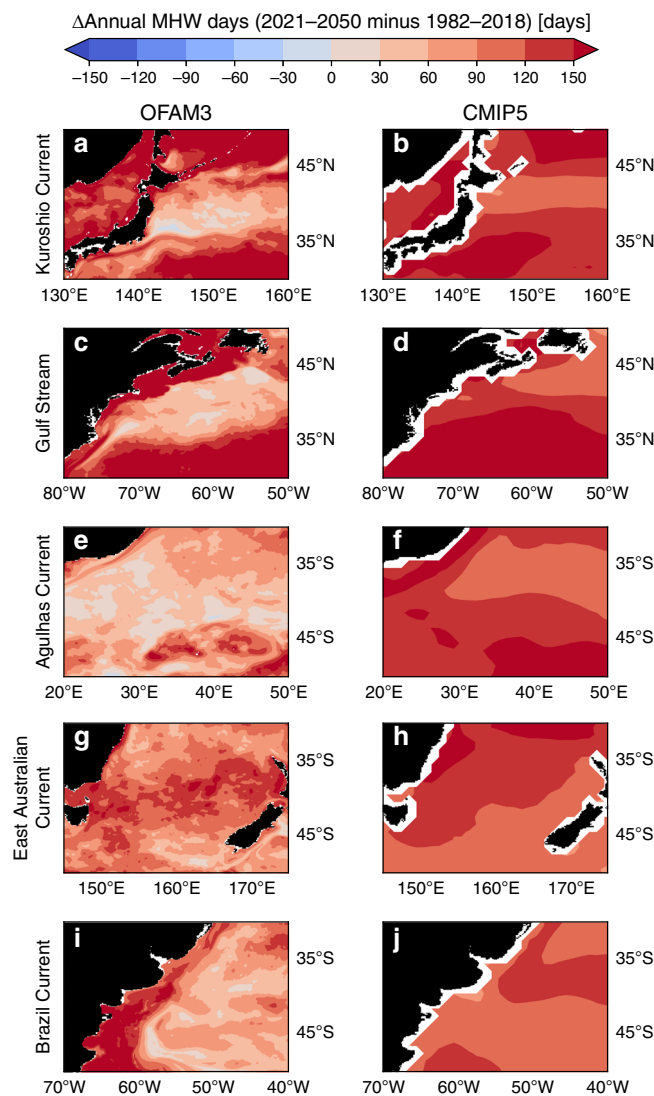 ΔAnnual MHW days (2021–2050 minus 1982–2018) [days]
−150 −120 −90 −60 −30 0 30 60 90 120 150
OFAM3 CMIP5
Kuroshio Current
a b
45°N 45°N
35°N 35°N
130°E 140°E 150°E 160°E 130°E 140°E 150°E 160°E
Gulf Stream
c d
45°N 45°N
35°N 35°N
80°W 70°W 60°W 50°W 80°W 70°W 60°W 50°W
Agulhas Current
e f
35°S 35°S
45°S 45°S
20°E 30°E 40°E 50°E 20°E 30°E 40°E 50°E
East Australian
Current
g h
35°S 35°S
45°S 45°S
150°E 160°E 170°E 150°E 160°E 170°E
Brazil Current
i j
35°S 35°S
45°S 45°S
70°W 60°W 50°W 40°W 70°W 60°W 50°W 40°W